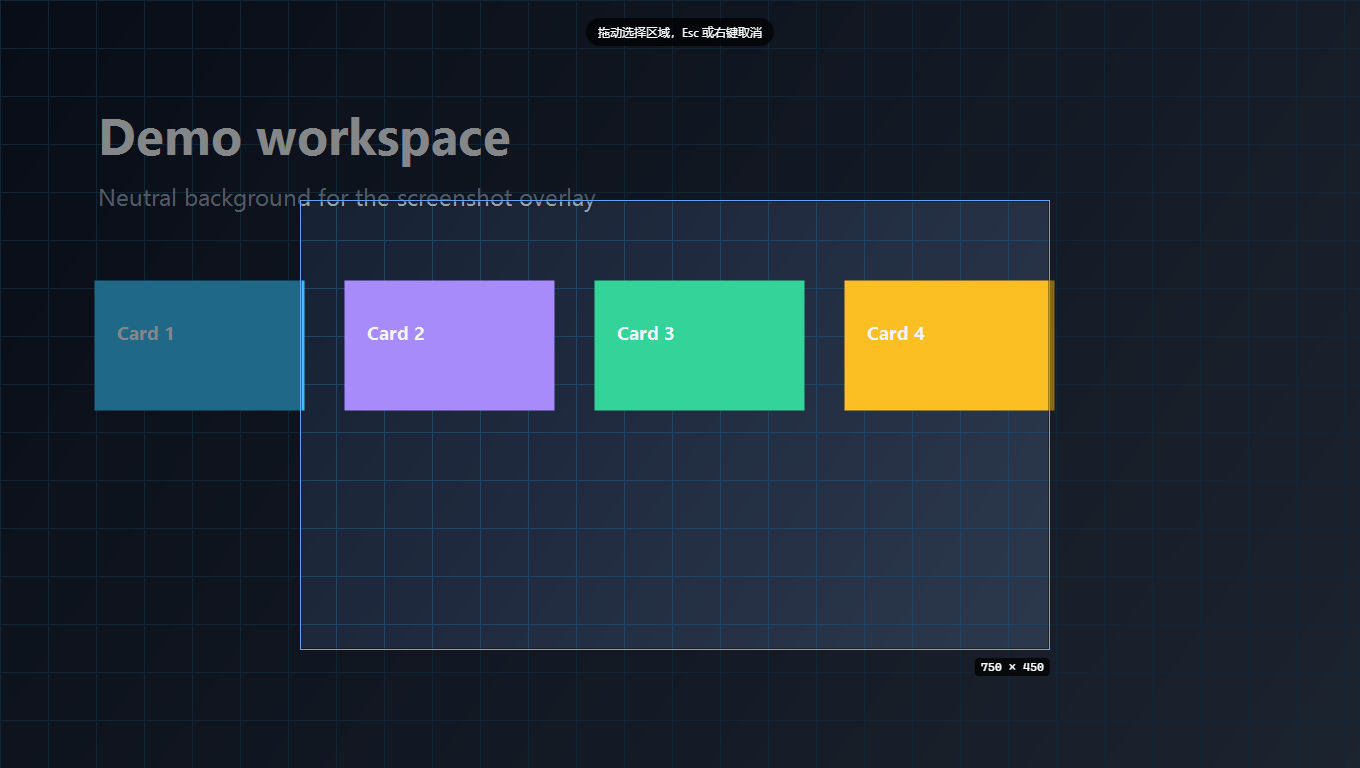 拖动选择区域，Esc 或右键取消
Demo workspace
Neutral background for the screenshot overlay
Card 1
Card 2
Card 3
Card 4
750 × 450